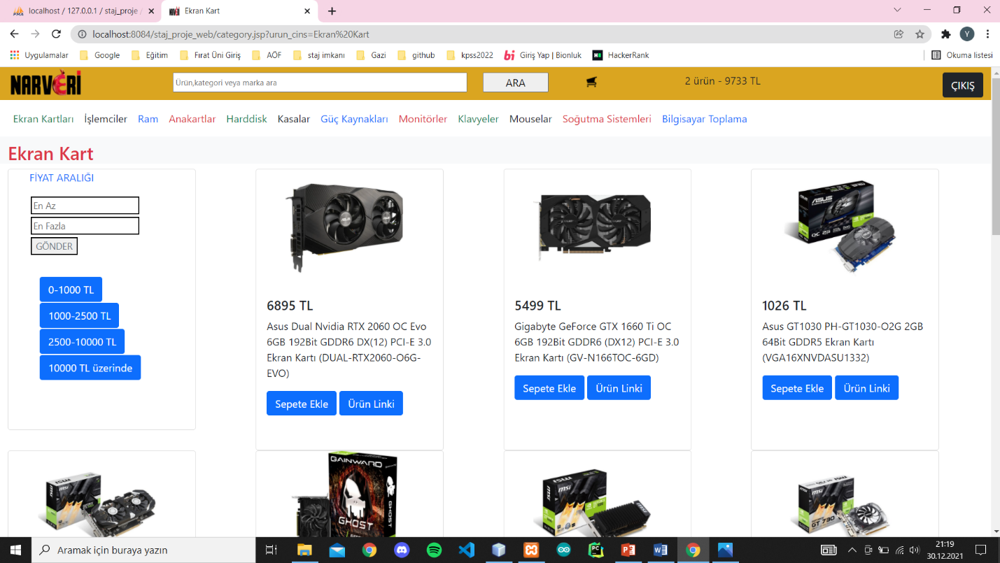 localhost / 127.0.0.1 / staj_proje /
Ekran Kart
localhost:8084/staj_proje_web/category.jsp?urun_cins=Ekran%20Kart
Y
Uygulamalar Google Eğitim Fırat Üni Giriş AÖF staj imkanı Gazi github kpss2022 Giriş Yap | Bionluk HackerRank Okuma listesi
NARVERİ
Ürün,kategori veya marka ara
ARA
2 ürün - 9733 TL
ÇIKIŞ
Ekran Kartları İşlemciler Ram Anakartlar Harddisk Kasalar Güç Kaynakları Monitörler Klavyeler Mouselar Soğutma Sistemleri Bilgisayar Toplama
Ekran Kart
FİYAT ARALIĞI
En Az
En Fazla
GÖNDER
0-1000 TL
1000-2500 TL
2500-10000 TL
10000 TL üzerinde
6895 TL
Asus Dual Nvidia RTX 2060 OC Evo
6GB 192Bit GDDR6 DX(12) PCI-E 3.0
Ekran Kartı (DUAL-RTX2060-O6G-
EVO)
Sepete Ekle Ürün Linki
5499 TL
Gigabyte GeForce GTX 1660 Ti OC
6GB 192Bit GDDR6 (DX12) PCI-E 3.0
Ekran Kartı (GV-N166TOC-6GD)
Sepete Ekle Ürün Linki
ASUS
1026 TL
Asus GT1030 PH-GT1030-O2G 2GB
64Bit GDDR5 Ekran Kartı
(VGA16XNVDASU1332)
Sepete Ekle Ürün Linki
msi
GAINWARD
GHOST
msi
msi
GT 730
Aramak için buraya yazın
21:19
30.12.2021